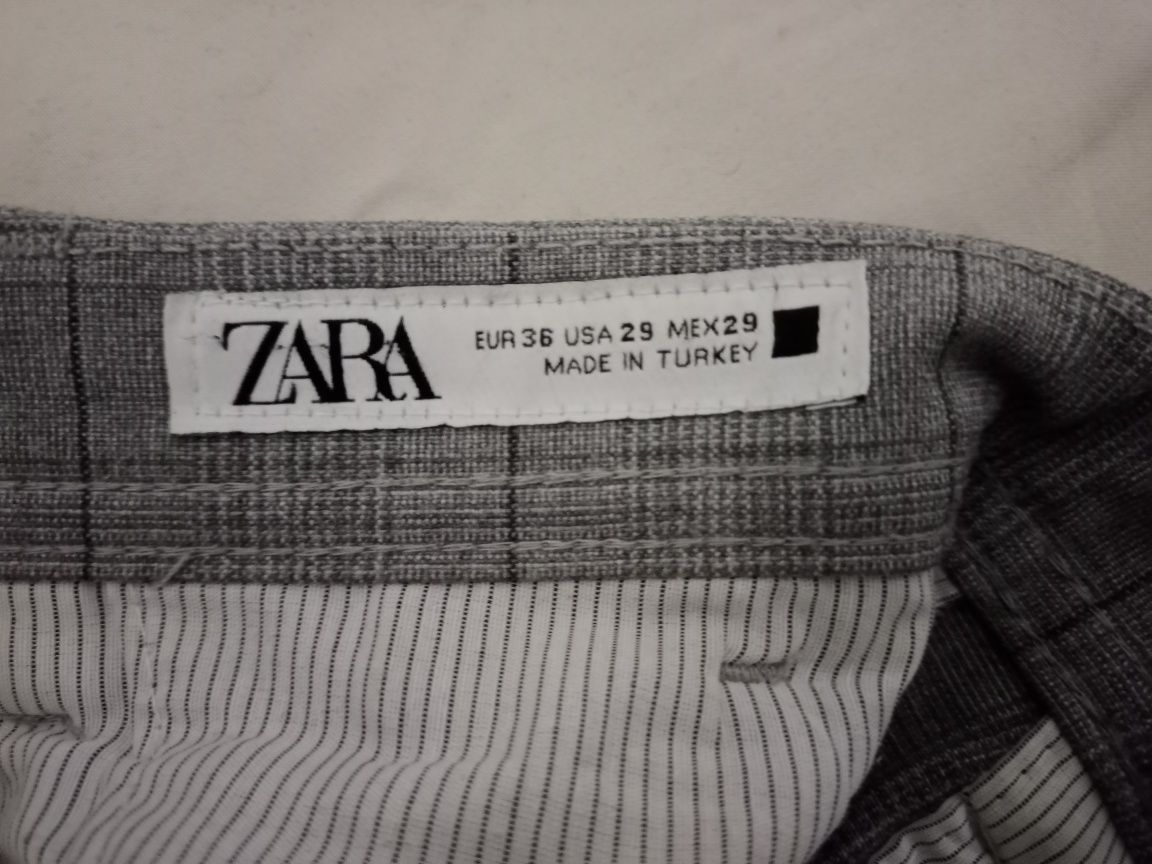 ZARA
EUR 36 USA 29 MEX 29
MADE IN TURKEY